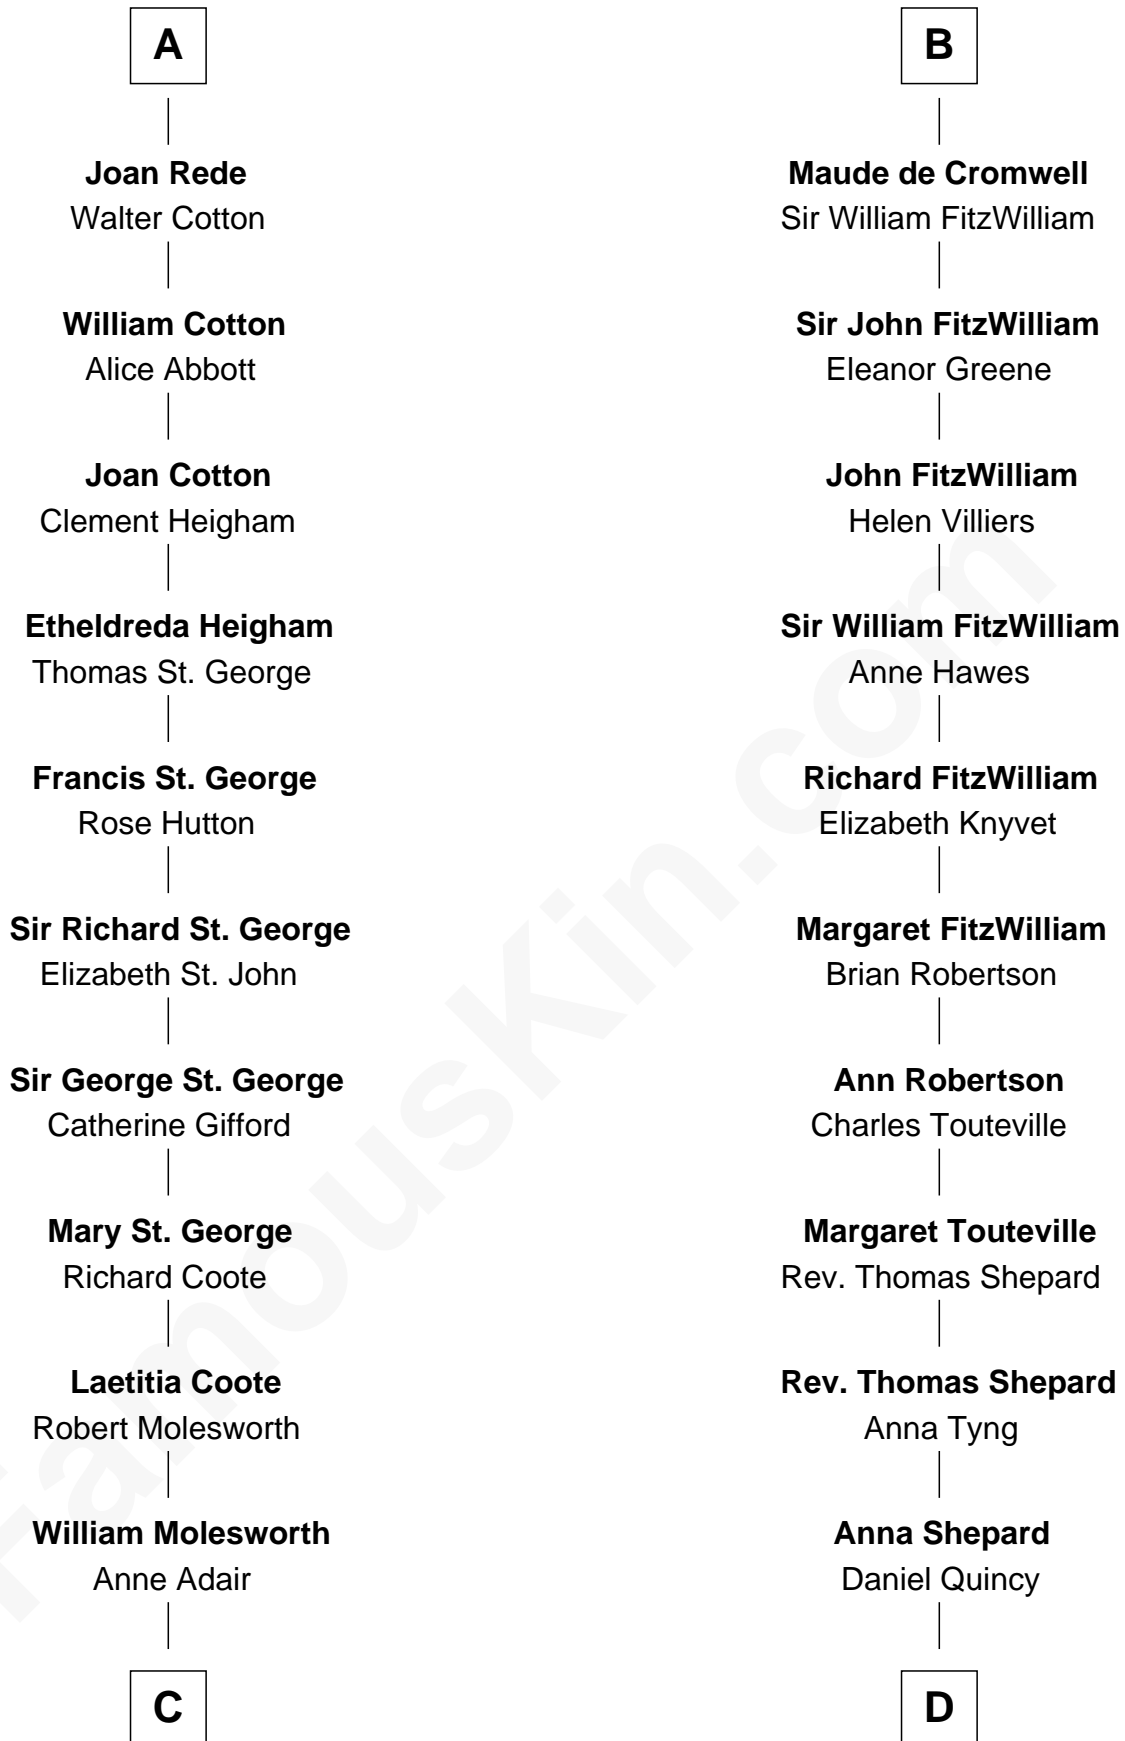 A
Joan Rede
Walter Cotton
William Cotton
Alice Abbott
Joan Cotton
Clement Heigham
Etheldreda Heigham
Thomas St. George
Francis St. George
Rose Hutton
Sir Richard St. George
Elizabeth St. John
Sir George St. George
Catherine Gifford
Mary St. George
Richard Coote
Laetitia Coote
Robert Molesworth
William Molesworth
Anne Adair
C
B
Maude de Cromwell
Sir William FitzWilliam
Sir John FitzWilliam
Eleanor Greene
John FitzWilliam
Helen Villiers
Sir William FitzWilliam
Anne Hawes
Richard FitzWilliam
Elizabeth Knyvet
Margaret FitzWilliam
Brian Robertson
Ann Robertson
Charles Touteville
Margaret Touteville
Rev. Thomas Shepard
Rev. Thomas Shepard
Anna Tyng
Anna Shepard
Daniel Quincy
D
FamousKin.com